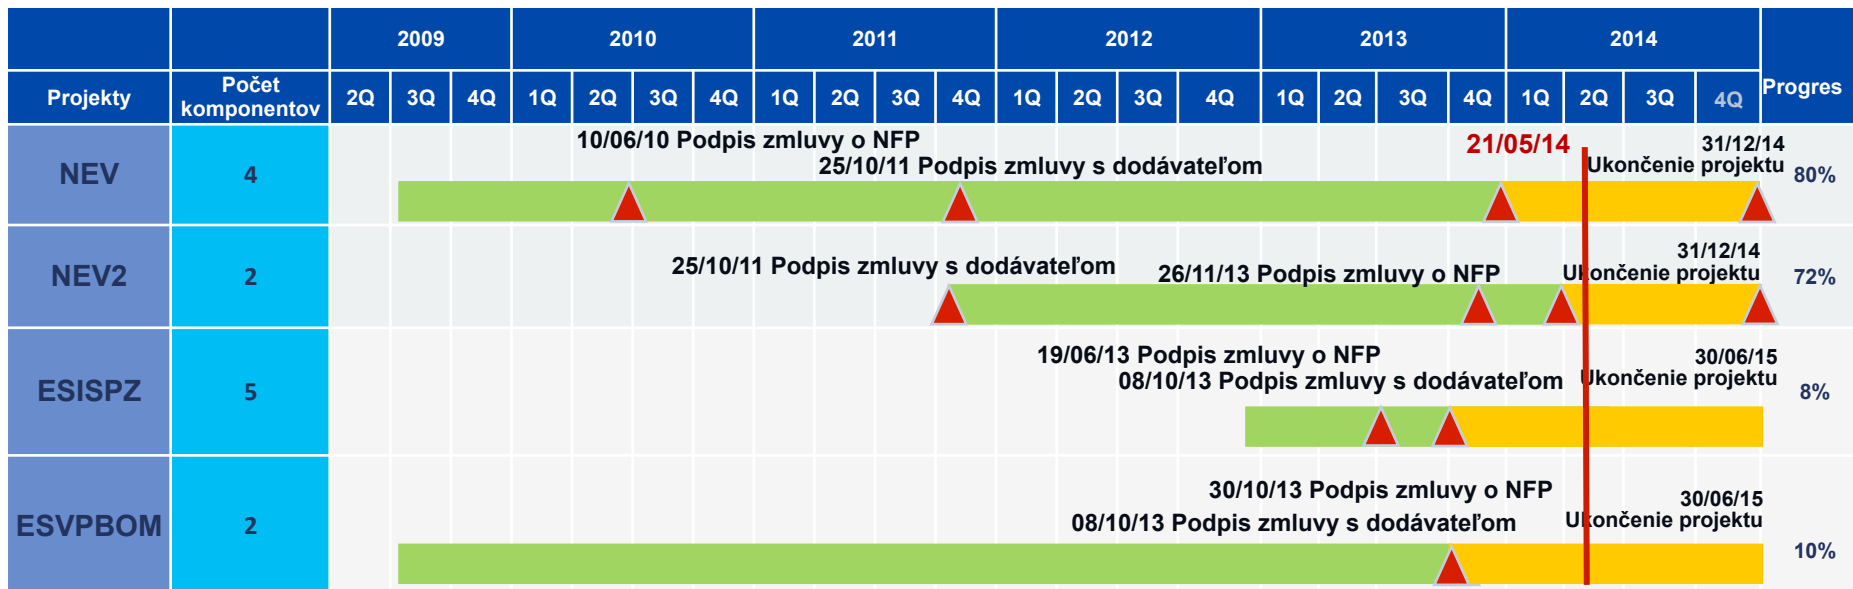 2009 2010 2011 2012 2013 2014
Projekty Počet komponentov 2Q 3Q 4Q 1Q 2Q 3Q 4Q 1Q 2Q 3Q 4Q 1Q 2Q 3Q 4Q 1Q 2Q 3Q 4Q 1Q 2Q 3Q 4Q Progres
10/06/10 Podpis zmluvy o NFP 21/05/14 31/12/14
25/10/11 Podpis zmluvy s dodávateľom Ukončenie projektu
NEV 4 80%
31/12/14
25/10/11 Podpis zmluvy s dodávateľom 26/11/13 Podpis zmluvy o NFP Ukončenie projektu
NEV2 2 72%
19/06/13 Podpis zmluvy o NFP 30/06/15
08/10/13 Podpis zmluvy s dodávateľom Ukončenie projektu
ESISPZ 5 8%
30/10/13 Podpis zmluvy o NFP 30/06/15
08/10/13 Podpis zmluvy s dodávateľom Ukončenie projektu
ESVPBOM 2 10%